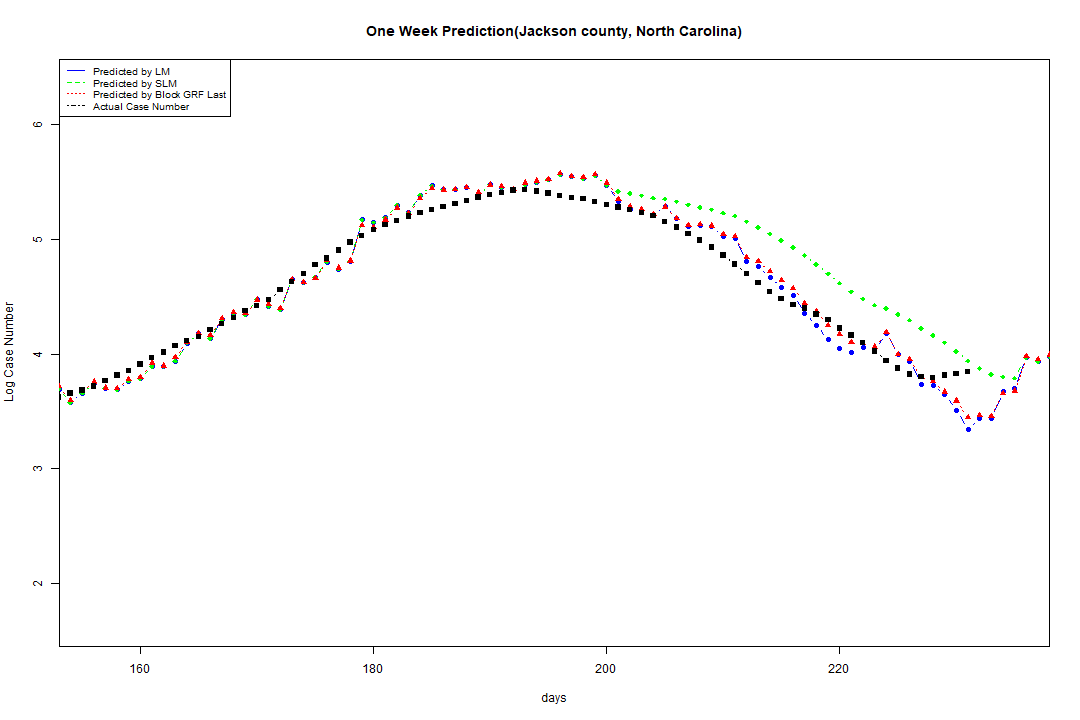 One Week Prediction(Jackson county, North Carolina)
Predicted by LM
Predicted by SLM
Predicted by Block GRF Last
Actual Case Number
6
5
4
3
2
Log Case Number
160
180
200
220
days